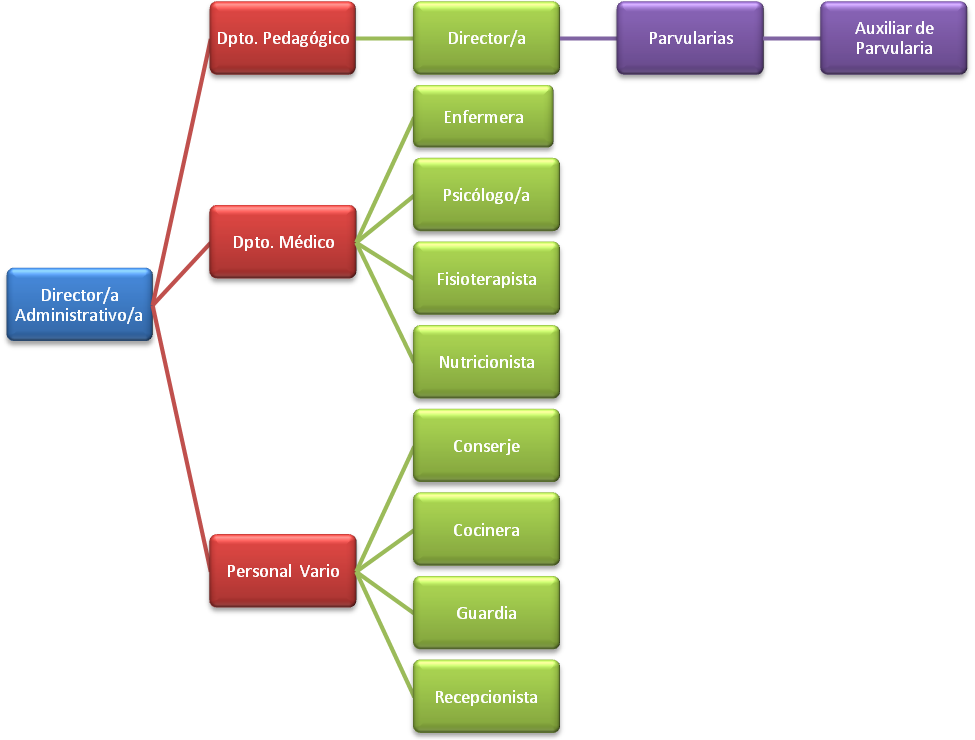 Dpto. Pedagógico
Director/a
Parvularias
Auxiliar de
Parvularia
Enfermera
Psicólogo/a
Dpto. Médico
Fisioterapista
Director/a
Administrativo/a
Nutricionista
Conserje
Cocinera
Personal Vario
Guardia
Recepcionista